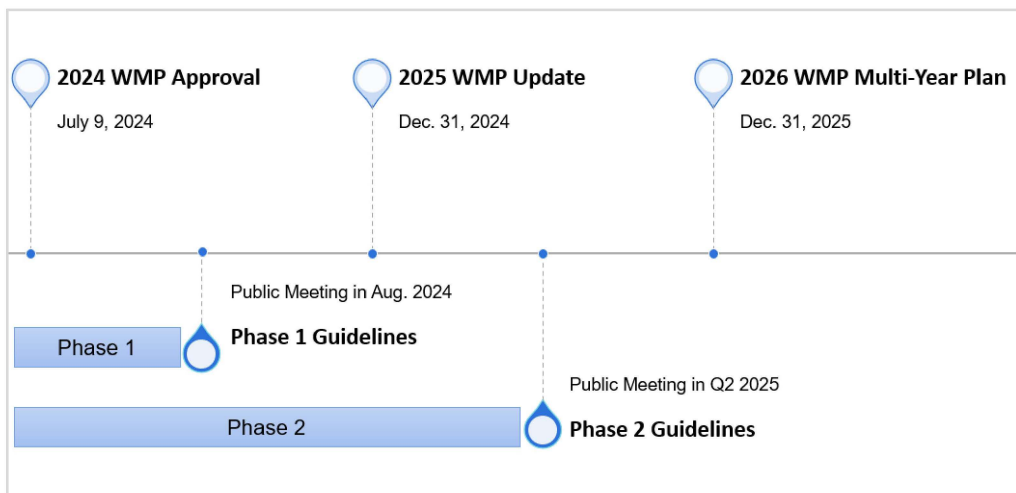 2024 WMP Approval
July 9, 2024
2025 WMP Update
Dec. 31, 2024
2026 WMP Multi-Year Plan
Dec. 31, 2025
Public Meeting in Aug. 2024
Phase 1 Guidelines
Phase 1
Public Meeting in Q2 2025
Phase 2 Guidelines
Phase 2